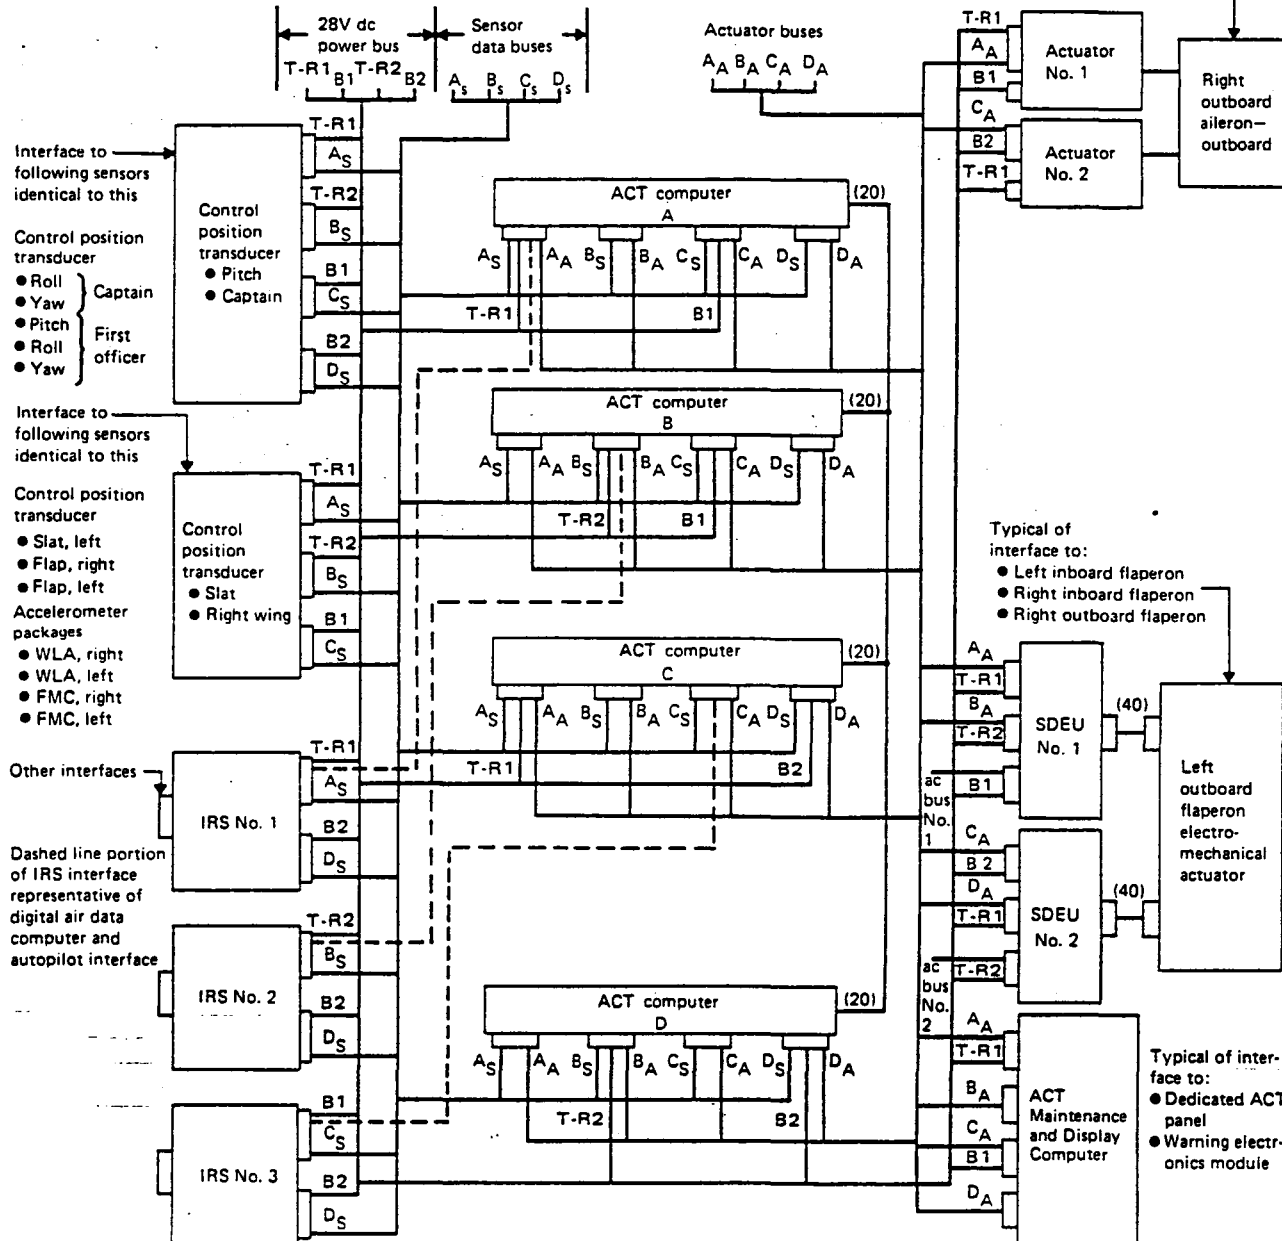 28V dc
power bus
Sensor
data buses
T-R1 B1 T-R2 B2
As Bs Cs Ds
Actuator buses
AA BA CA DA
Interface to
following sensors
identical to this
Control position
transducer
● Roll
● Yaw
Captain
● Pitch
● Roll
● Yaw
First
officer
Control
position
transducer
● Pitch
● Captain
T-R1
AS
T-R2
BS
B1
CS
B2
DS
Interface to
following sensors
identical to this
Control position
transducer
● Slat, left
● Flap, right
● Flap, left
Accelerometer
packages
● WLA, right
● WLA, left
● FMC, right
● FMC, left
Control
position
transducer
● Slat
● Right wing
T-R1
AS
T-R2
BS
B1
CS
Other interfaces
Dashed line portion
of IRS interface
representative of
digital air data
computer and
autopilot interface
IRS No. 1
T-R1
AS
B2
DS
IRS No. 2
T-R2
BS
B2
DS
IRS No. 3
B1
CS
B2
DS
ACT computer
A
(20)
AS AA BS BA CS CA DS DA
T-R1 B1
ACT computer
B
(20)
AS AA BS BA CS CA DS DA
T-R2 B1
ACT computer
C
(20)
AS AA BS BA CS CA DS DA
T-R1 B2
ACT computer
D
(20)
AS AA BS BA CS CA DS DA
T-R2 B2
T-R1
AA
B1
Actuator
No. 1
CA
B2
T-R1
Actuator
No. 2
Right
outboard
aileron—
outboard
Typical of
interface to:
● Left inboard flaperon
● Right inboard flaperon
● Right outboard flaperon
AA
T-R1
BA
T-R2
B1
ac
bus
No.
1
SDEU
No. 1
(40)
CA
B2
DA
T-R1
T-R2
ac
bus
No.
2
SDEU
No. 2
(40)
Left
outboard
flaperon
electro-
mechanical
actuator
AA
T-R1
BA
CA
B1
DA
ACT
Maintenance
and Display
Computer
Typical of inter-
face to:
● Dedicated ACT
panel
● Warning electr-
onics module